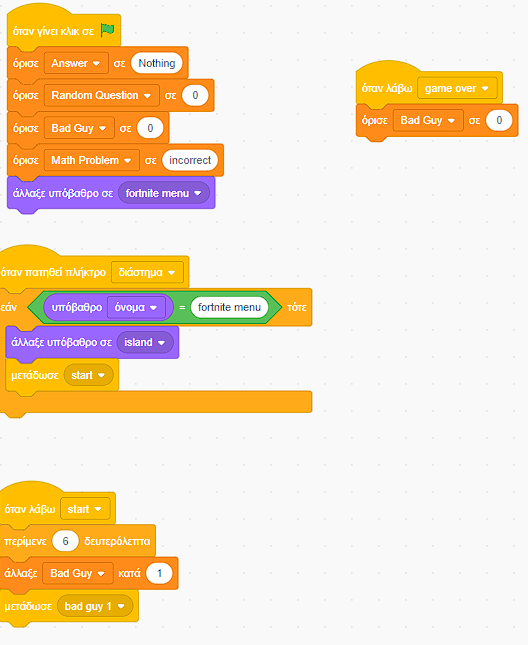 όταν γίνει κλικ σε
όρισε Answer σε Nothing
όρισε Random Question σε 0
όρισε Bad Guy σε 0
όρισε Math Problem σε incorrect
άλλαξε υπόβαθρο σε fortnite menu
όταν λάβω game over
όρισε Bad Guy σε 0
όταν πατηθεί πλήκτρο διάστημα
εάν υπόβαθρο όνομα = fortnite menu τότε
άλλαξε υπόβαθρο σε island
μετάδωσε start
όταν λάβω start
περίμενε 6 δευτερόλεπτα
άλλαξε Bad Guy κατά 1
μετάδωσε bad guy 1